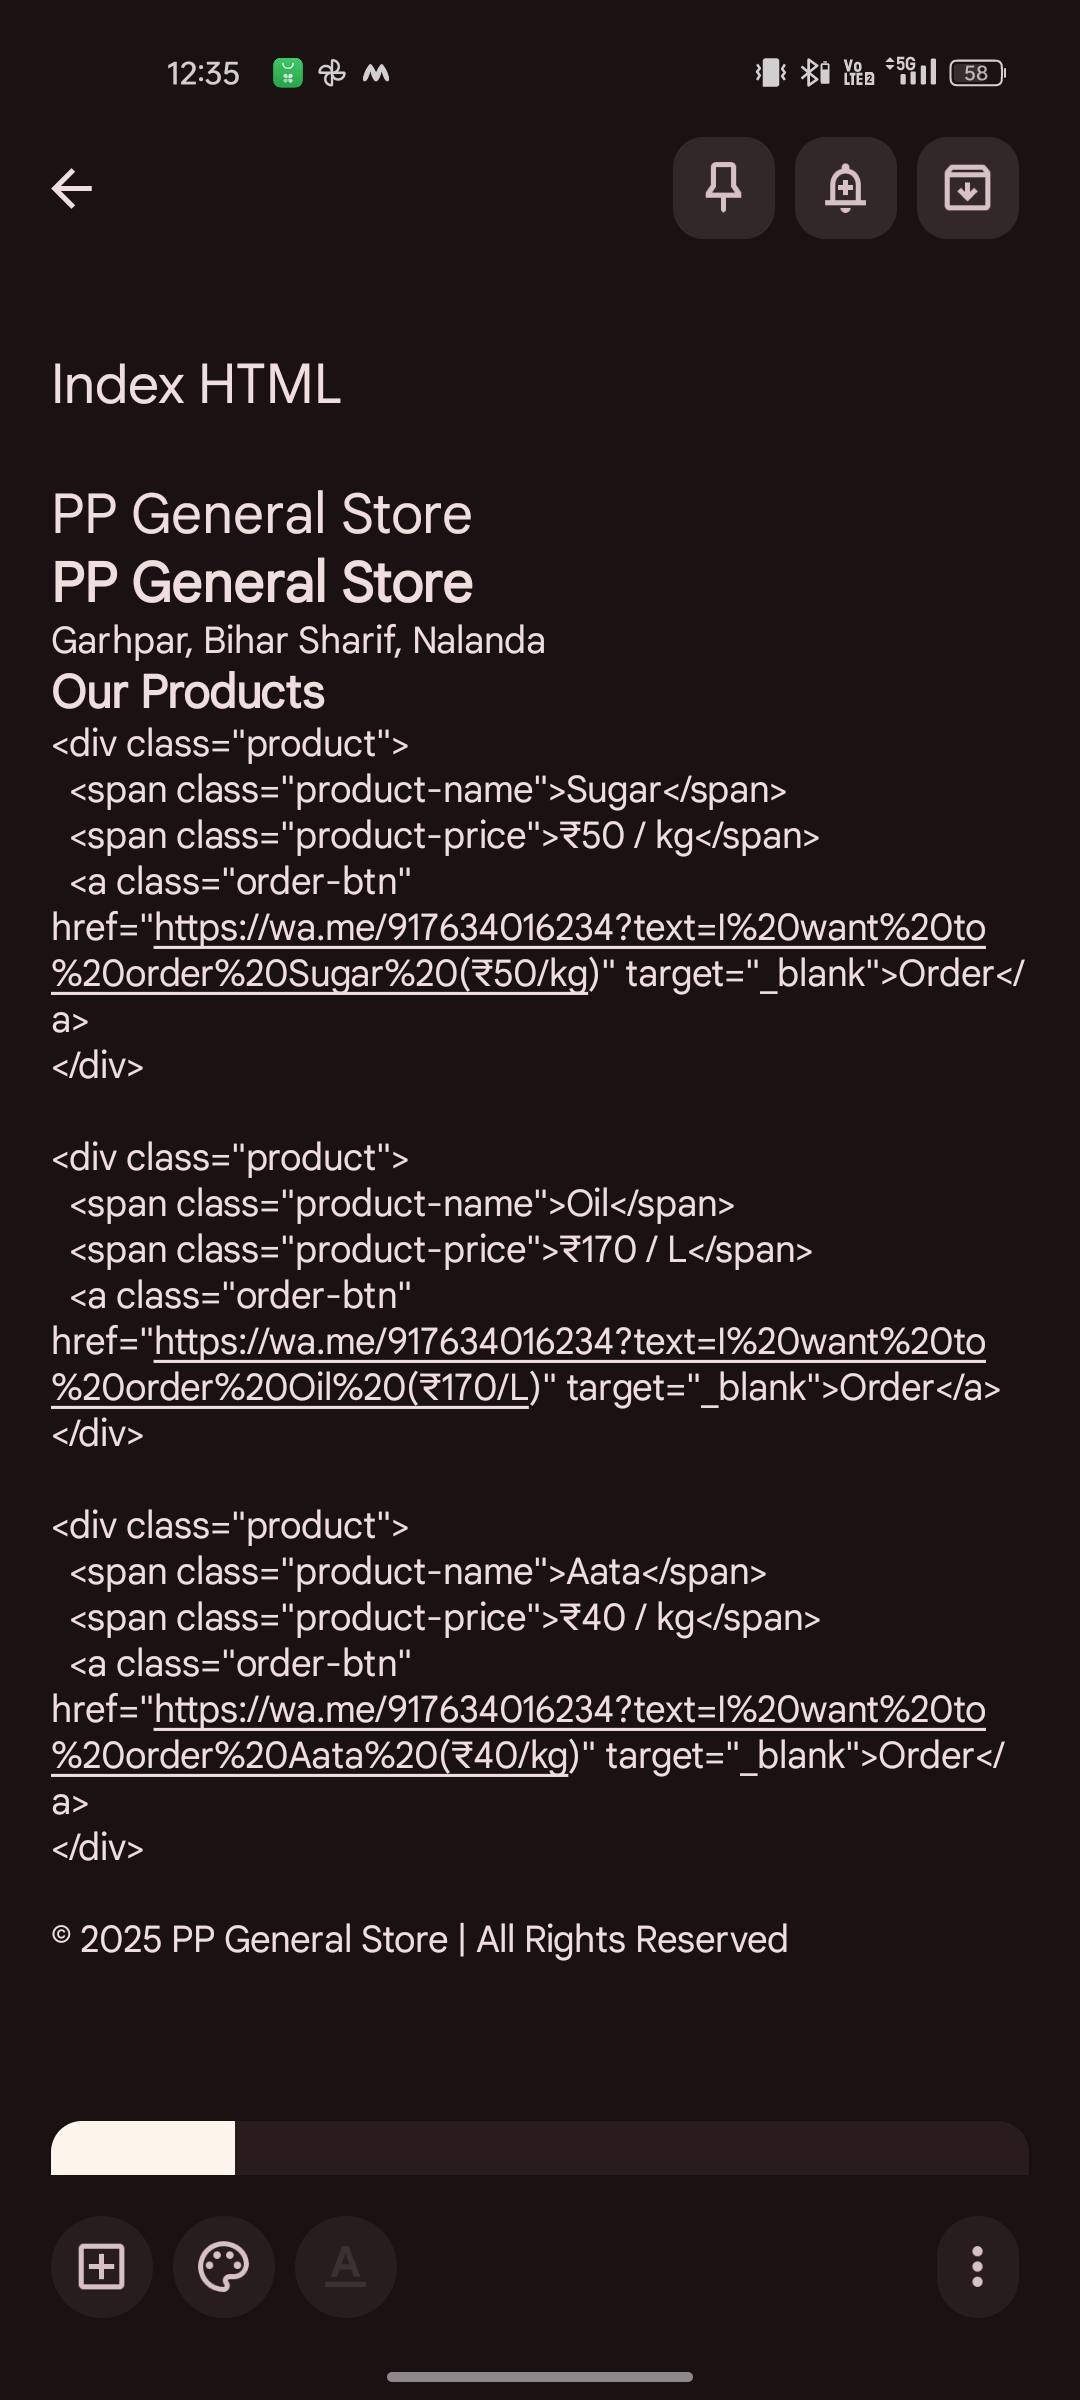 12:35
Vo
LTE2
5G
58
Index HTML
PP General Store
PP General Store
Garhpar, Bihar Sharif, Nalanda
Our Products
<div class="product">
<span class="product-name">Sugar</span>
<span class="product-price">₹50 / kg</span>
<a class="order-btn"
href="https://wa.me/917634016234?text=I%20want%20to
%20order%20Sugar%20(₹50/kg)" target="_blank">Order</
a>
</div>
<div class="product">
<span class="product-name">Oil</span>
<span class="product-price">₹170 / L</span>
<a class="order-btn"
href="https://wa.me/917634016234?text=I%20want%20to
%20order%20Oil%20(₹170/L)" target="_blank">Order</a>
</div>
<div class="product">
<span class="product-name">Aata</span>
<span class="product-price">₹40 / kg</span>
<a class="order-btn"
href="https://wa.me/917634016234?text=I%20want%20to
%20order%20Aata%20(₹40/kg)" target="_blank">Order</
a>
</div>
© 2025 PP General Store | All Rights Reserved
A